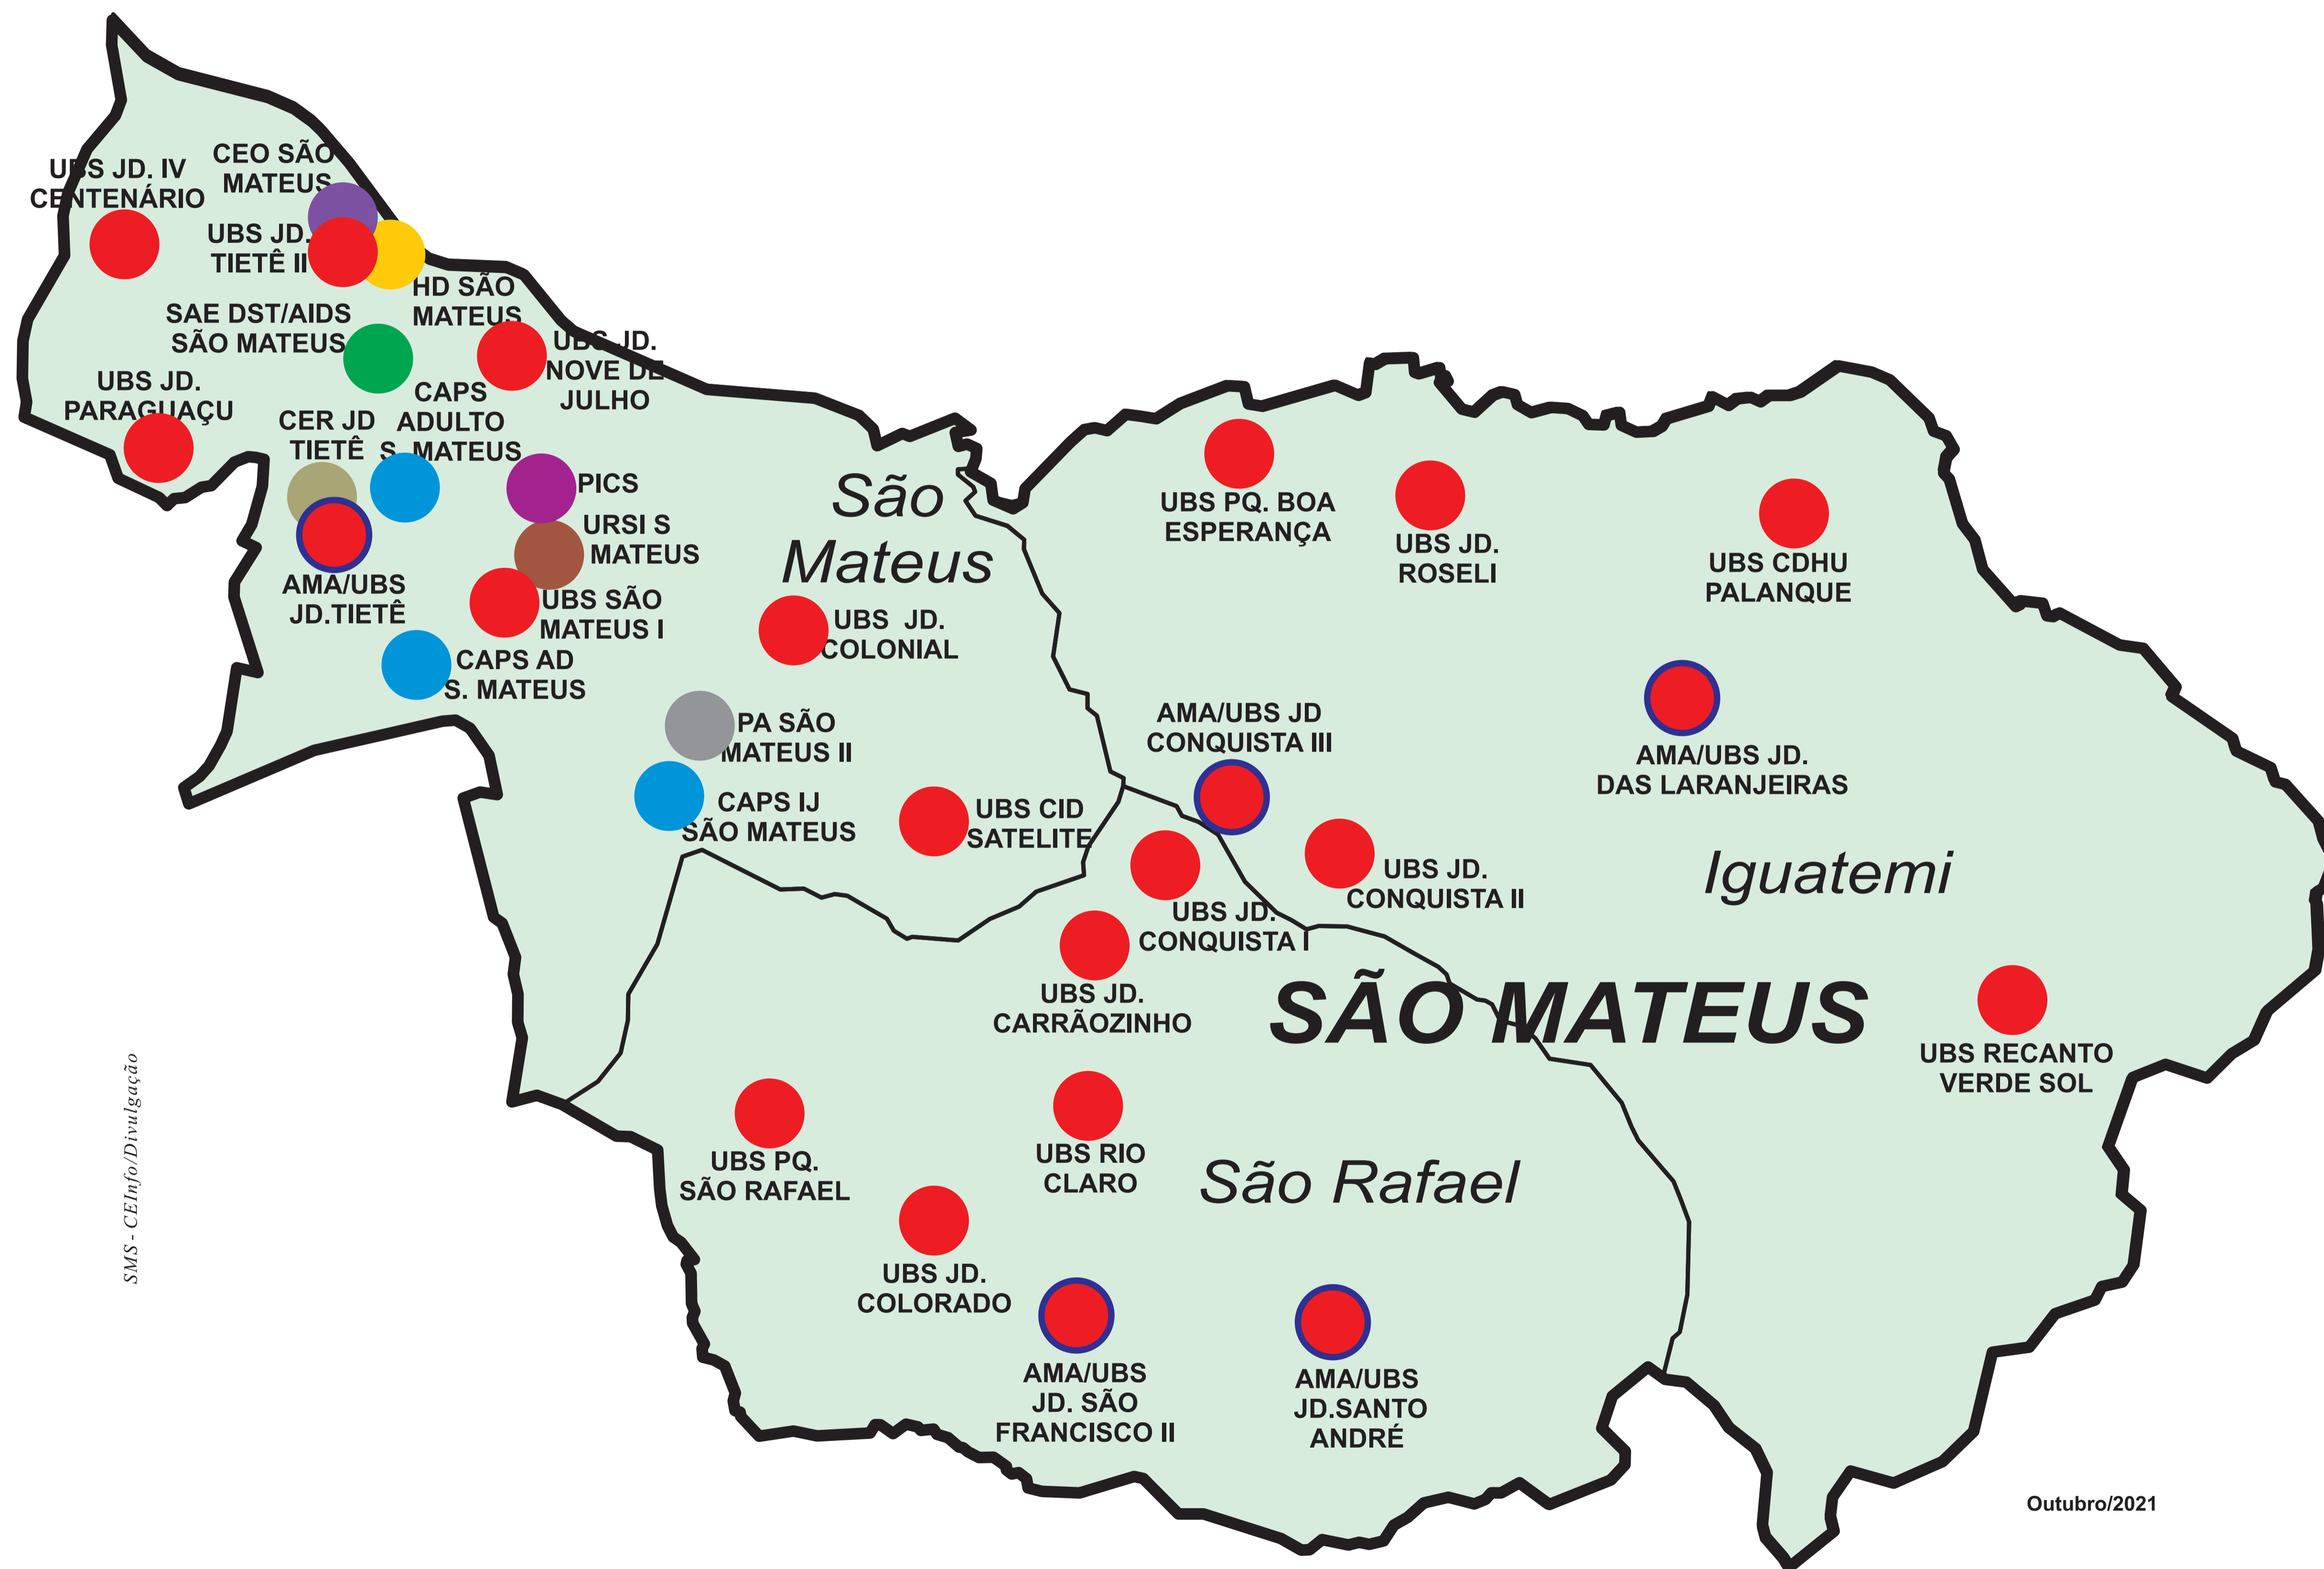 CEO SÃO
MATEUS
UBS JD. IV
CENTENÁRIO
UBS JD.
TIETÊ II
HD SÃO
MATEUS
SAE DST/AIDS
SÃO MATEUS
UBS JD.
NOVE DE
JULHO
UBS JD.
PARAGUAÇU
CAPS
ADULTO
S. MATEUS
CER JD
TIETÊ
PICS
URSI S
MATEUS
AMA/UBS
JD.TIETÊ
UBS SÃO
MATEUS I
CAPS AD
S. MATEUS
São
Mateus
UBS JD.
COLONIAL
PA SÃO
MATEUS II
CAPS IJ
SÃO MATEUS
UBS CID
SATELITE
UBS PQ. BOA
ESPERANÇA
UBS JD.
ROSELI
UBS CDHU
PALANQUE
AMA/UBS JD
CONQUISTA III
AMA/UBS JD.
DAS LARANJEIRAS
UBS JD.
CONQUISTA II
Iguatemi
UBS JD.
CONQUISTA I
UBS JD.
CARRÃOZINHO
SÃO MATEUS
UBS RECANTO
VERDE SOL
UBS PQ.
SÃO RAFAEL
UBS RIO
CLARO
São Rafael
UBS JD.
COLORADO
AMA/UBS
JD. SÃO
FRANCISCO II
AMA/UBS
JD.SANTO
ANDRÉ
SMS - CEInfo/Divulgação
Outubro/2021